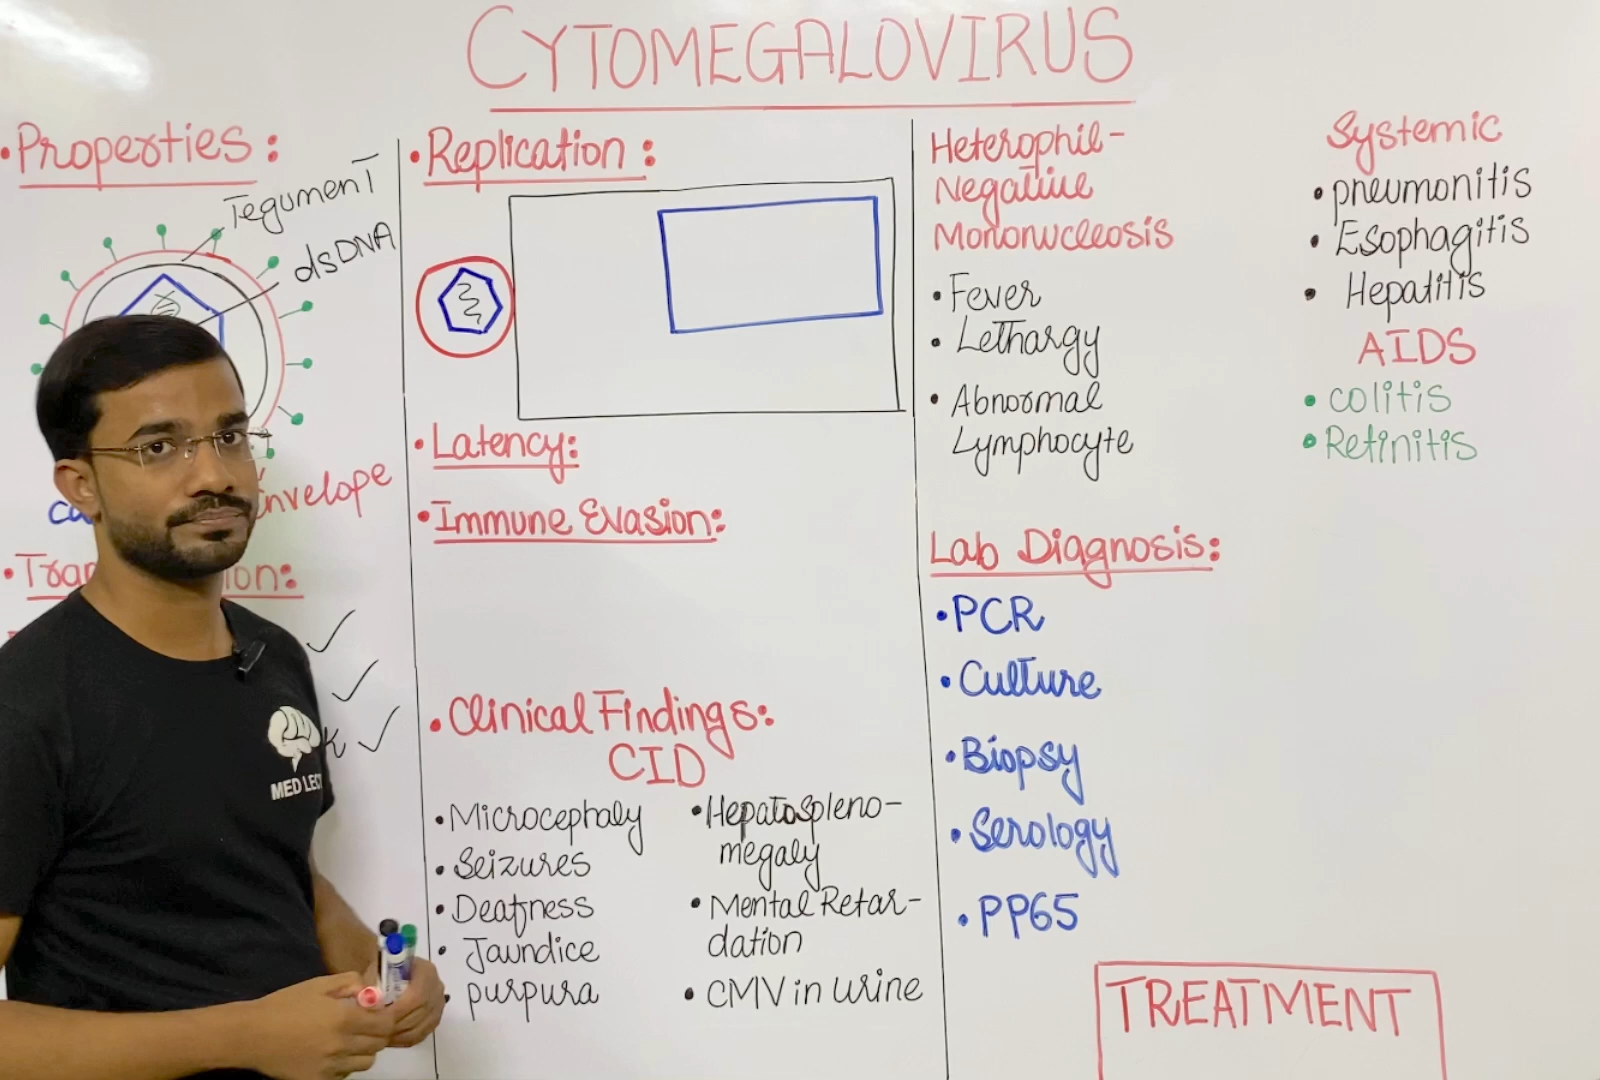 CYTOMEGALOVIRUS
• Properties :
Tegument
dsDNA
Envelope
MED LECT
• Replication :
• Latency:
• Immune Evasion:
• Clinical Findings:
CID
• Microcephaly
• Seizures
• Deafness
• Jaundice
• purpura
• Hepatospleno-
megaly
• Mental Retar-
dation
• CMV in urine
Heterophil-
Negative
Mononucleosis
• Fever
• Lethargy
• Abnormal
Lymphocyte
Lab Diagnosis:
• PCR
• Culture
• Biopsy
• Serology
• PP65
Systemic
• pneumonitis
• Esophagitis
• Hepatitis
AIDS
• colitis
• Retinitis
TREATMENT